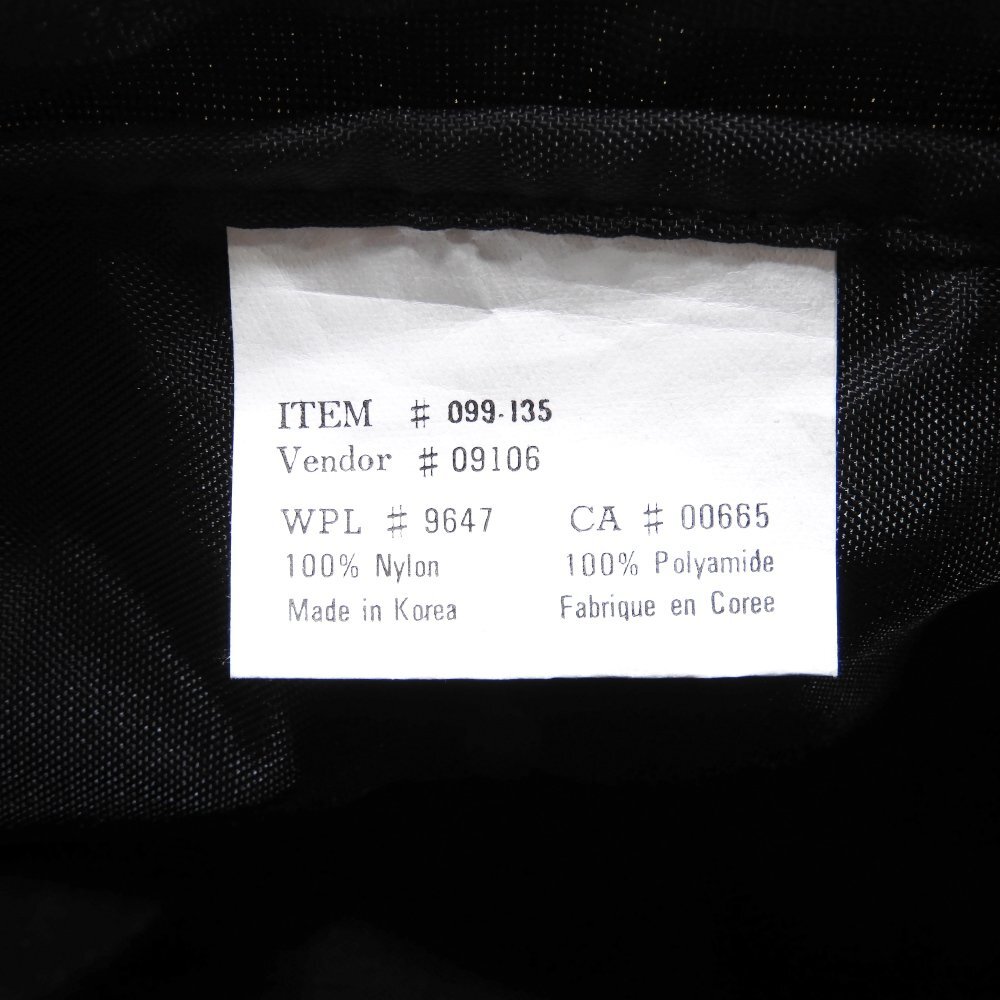 ITEM # 099-135
Vendor # 09106
WPL # 9647 CA # 00665
100% Nylon 100% Polyamide
Made in Korea Fabrique en Coree